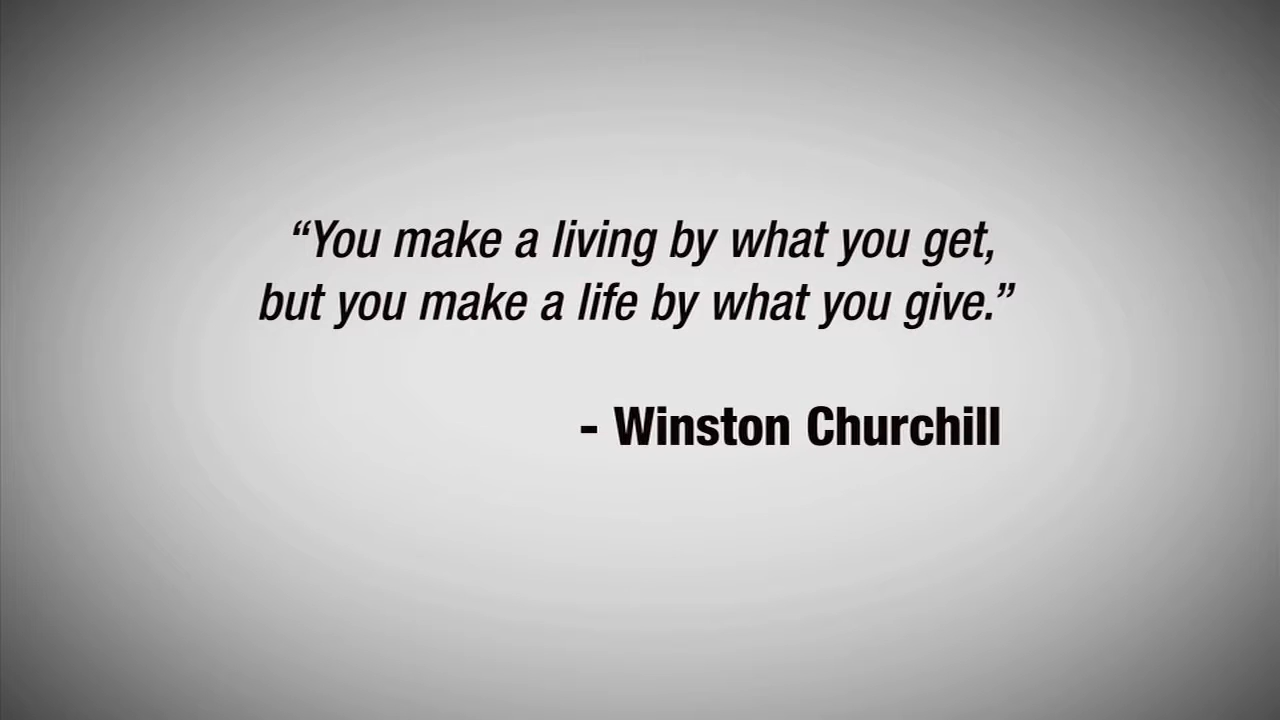 “You make a living by what you get,
but you make a life by what you give.”
- Winston Churchill